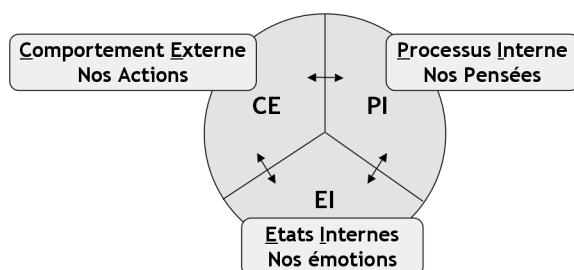 Comportement Externe
Nos Actions
Processus Interne
Nos Pensées
CE
PI
EI
Etats Internes
Nos émotions